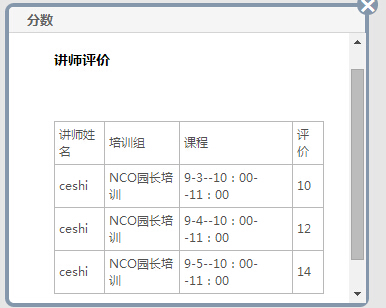 分数
讲师评价
讲师姓
名
培训组
课程
评
价
ceshi
NCO园长培
训
9-3--10：00-
-11：00
10
ceshi
NCO园长培
训
9-4--10：00-
-11：00
12
ceshi
NCO园长培
训
9-5--10：00-
-11：00
14